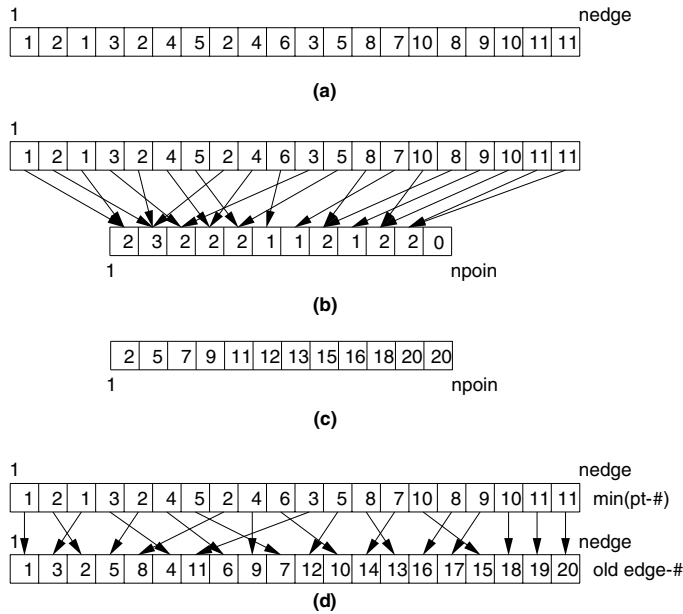 1 nedge
1 2 1 3 2 4 5 2 4 6 3 5 8 7 10 8 9 10 11 11
(a)
1
1 2 1 3 2 4 5 2 4 6 3 5 8 7 10 8 9 10 11 11
2 3 2 2 2 1 1 2 1 2 2 0
1 npoin
(b)
2 5 7 9 11 12 13 15 16 18 20 20
1 npoin
(c)
1 nedge
1 2 1 3 2 4 5 2 4 6 3 5 8 7 10 8 9 10 11 11 min(pt-#)
1 nedge
1 3 2 5 8 4 11 6 9 7 12 10 14 13 16 17 15 18 19 20 old edge-#
(d)